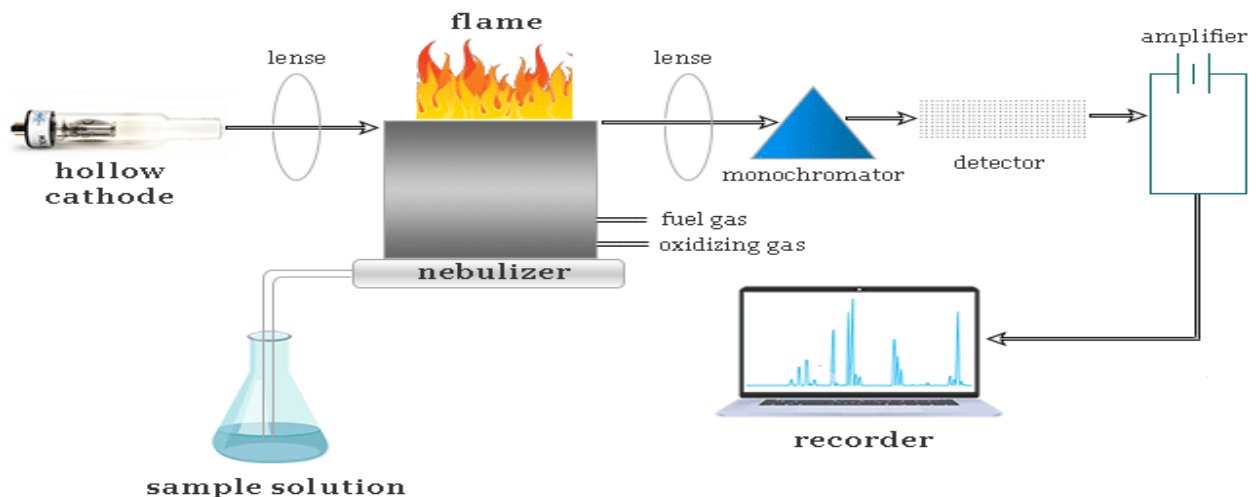 flame
amplifier
lense
lense
hollow
cathode
monochromator
detector
fuel gas
oxidizing gas
nebulizer
recorder
sample solution